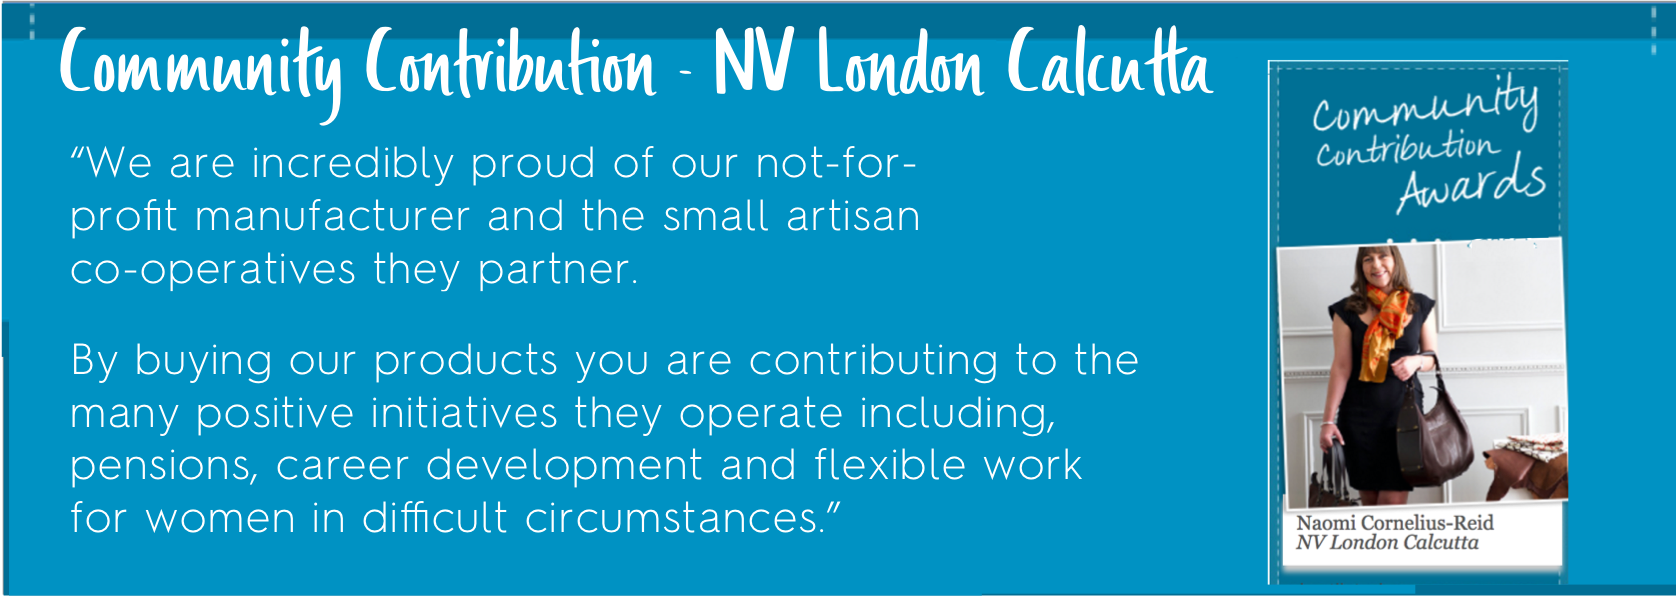 Community Contribution - NV London Calcutta
“We are incredibly proud of our not-for-
profit manufacturer and the small artisan
co-operatives they partner.
By buying our products you are contributing to the
many positive initiatives they operate including,
pensions, career development and flexible work
for women in difficult circumstances.”
Community
Contribution
Awards
Naomi Cornelius-Reid
NV London Calcutta